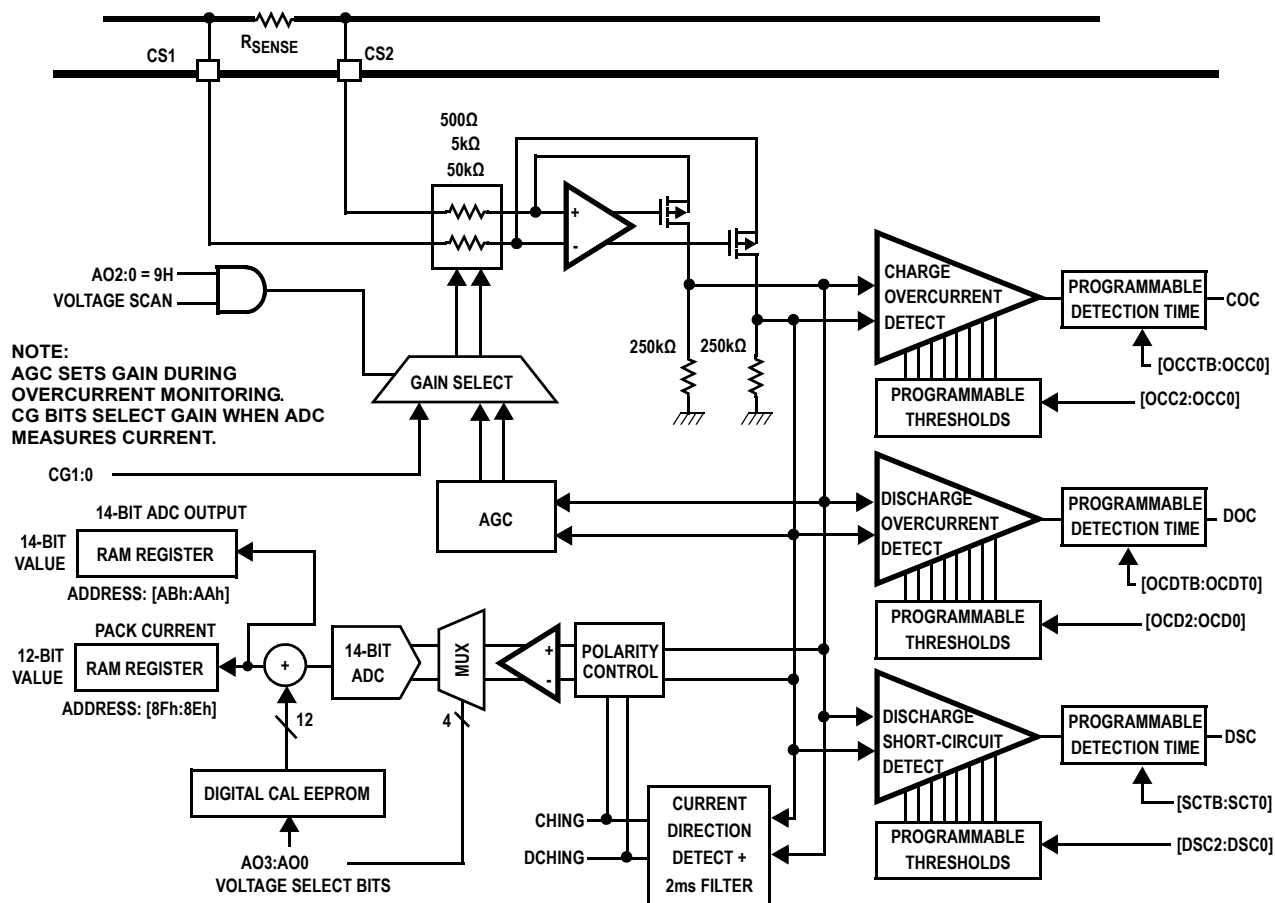 RSENSE
CS1
CS2
500Ω
5kΩ
50kΩ
+
-
AO2:0 = 9H
VOLTAGE SCAN
NOTE:
AGC SETS GAIN DURING
OVERCURRENT MONITORING.
CG BITS SELECT GAIN WHEN ADC
MEASURES CURRENT.
GAIN SELECT
250kΩ
250kΩ
CG1:0
AGC
CHARGE
OVERCURRENT
DETECT
PROGRAMMABLE
DETECTION TIME
COC
[OCCTB:OCC0]
PROGRAMMABLE
THRESHOLDS
[OCC2:OCC0]
DISCHARGE
OVERCURRENT
DETECT
PROGRAMMABLE
DETECTION TIME
DOC
[OCDTB:OCDT0]
PROGRAMMABLE
THRESHOLDS
[OCD2:OCD0]
14-BIT ADC OUTPUT
14-BIT
VALUE
RAM REGISTER
ADDRESS: [ABh:AAh]
PACK CURRENT
12-BIT
VALUE
RAM REGISTER
ADDRESS: [8Fh:8Eh]
+
14-BIT
ADC
MUX
+
-
POLARITY
CONTROL
12
4
DIGITAL CAL EEPROM
AO3:AO0
VOLTAGE SELECT BITS
CHING
DCHING
CURRENT
DIRECTION
DETECT +
2ms FILTER
DISCHARGE
SHORT-CIRCUIT
DETECT
PROGRAMMABLE
DETECTION TIME
DSC
[SCTB:SCT0]
PROGRAMMABLE
THRESHOLDS
[DSC2:DSC0]